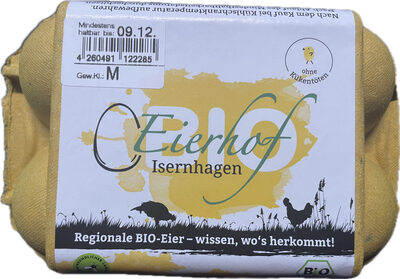 Nach dem Kauf bei Kühlschranktemperatur aufbewahren
Mindestens
haltbar bis: 09.12.
4 260491 122285
Gew.Kl.: M
ohne
Kükentöten
BIO
Eierhof
Isernhagen
Regionale BIO-Eier – wissen, wo's herkommt!
BiO